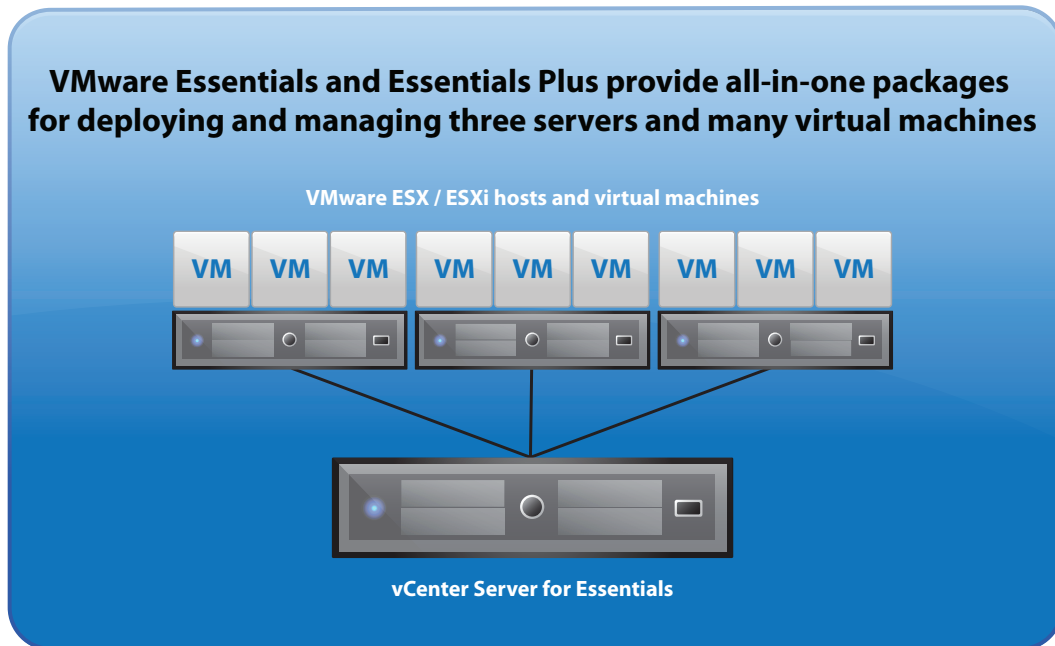 VMware Essentials and Essentials Plus provide all-in-one packages
for deploying and managing three servers and many virtual machines
VMware ESX / ESXi hosts and virtual machines
VM VM VM VM VM VM VM VM VM
vCenter Server for Essentials